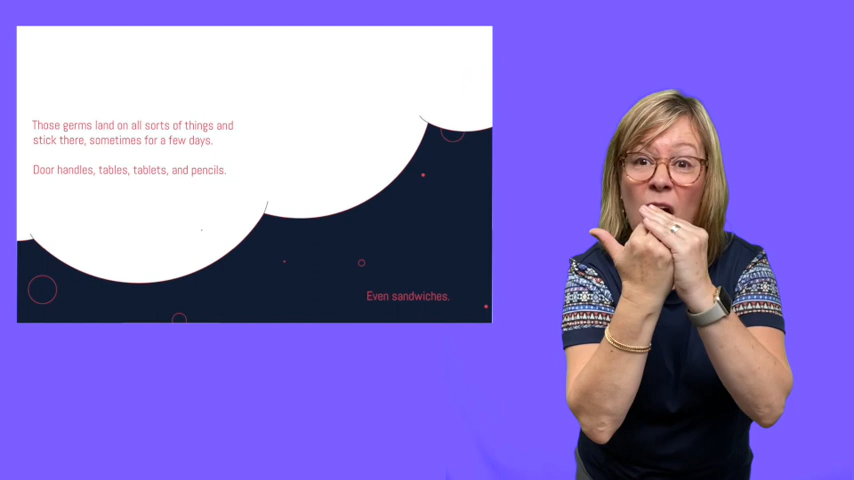 Those germs land on all sorts of things and
stick there, sometimes for a few days.
Door handles, tables, tablets, and pencils.
Even sandwiches.